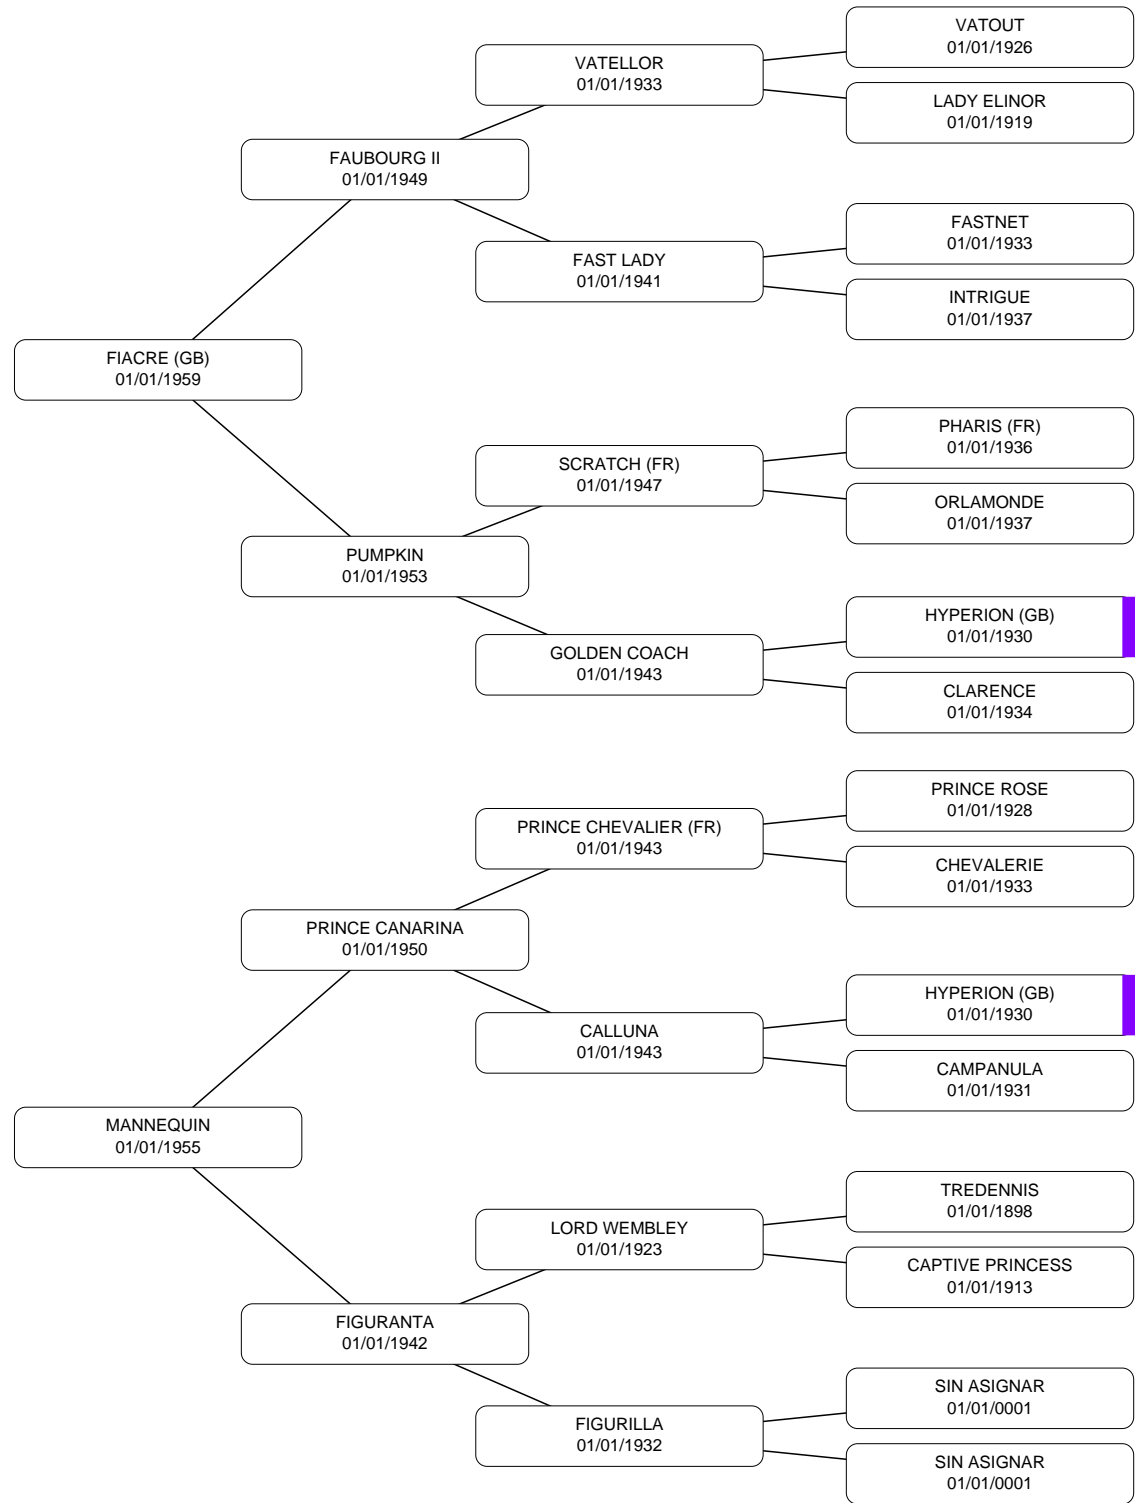 VATOUT
01/01/1926
VATELLOR
01/01/1933
LADY ELINOR
01/01/1919
FAUBOURG II
01/01/1949
FASTNET
01/01/1933
FAST LADY
01/01/1941
INTRIGUE
01/01/1937
FIACRE (GB)
01/01/1959
PHARIS (FR)
01/01/1936
SCRATCH (FR)
01/01/1947
ORLAMONDE
01/01/1937
PUMPKIN
01/01/1953
HYPERION (GB)
01/01/1930
GOLDEN COACH
01/01/1943
CLARENCE
01/01/1934
PRINCE ROSE
01/01/1928
PRINCE CHEVALIER (FR)
01/01/1943
CHEVALERIE
01/01/1933
PRINCE CANARINA
01/01/1950
HYPERION (GB)
01/01/1930
CALLUNA
01/01/1943
CAMPANULA
01/01/1931
MANNEQUIN
01/01/1955
TREDENNIS
01/01/1898
LORD WEMBLEY
01/01/1923
CAPTIVE PRINCESS
01/01/1913
FIGURANTA
01/01/1942
SIN ASIGNAR
01/01/0001
FIGURILLA
01/01/1932
SIN ASIGNAR
01/01/0001